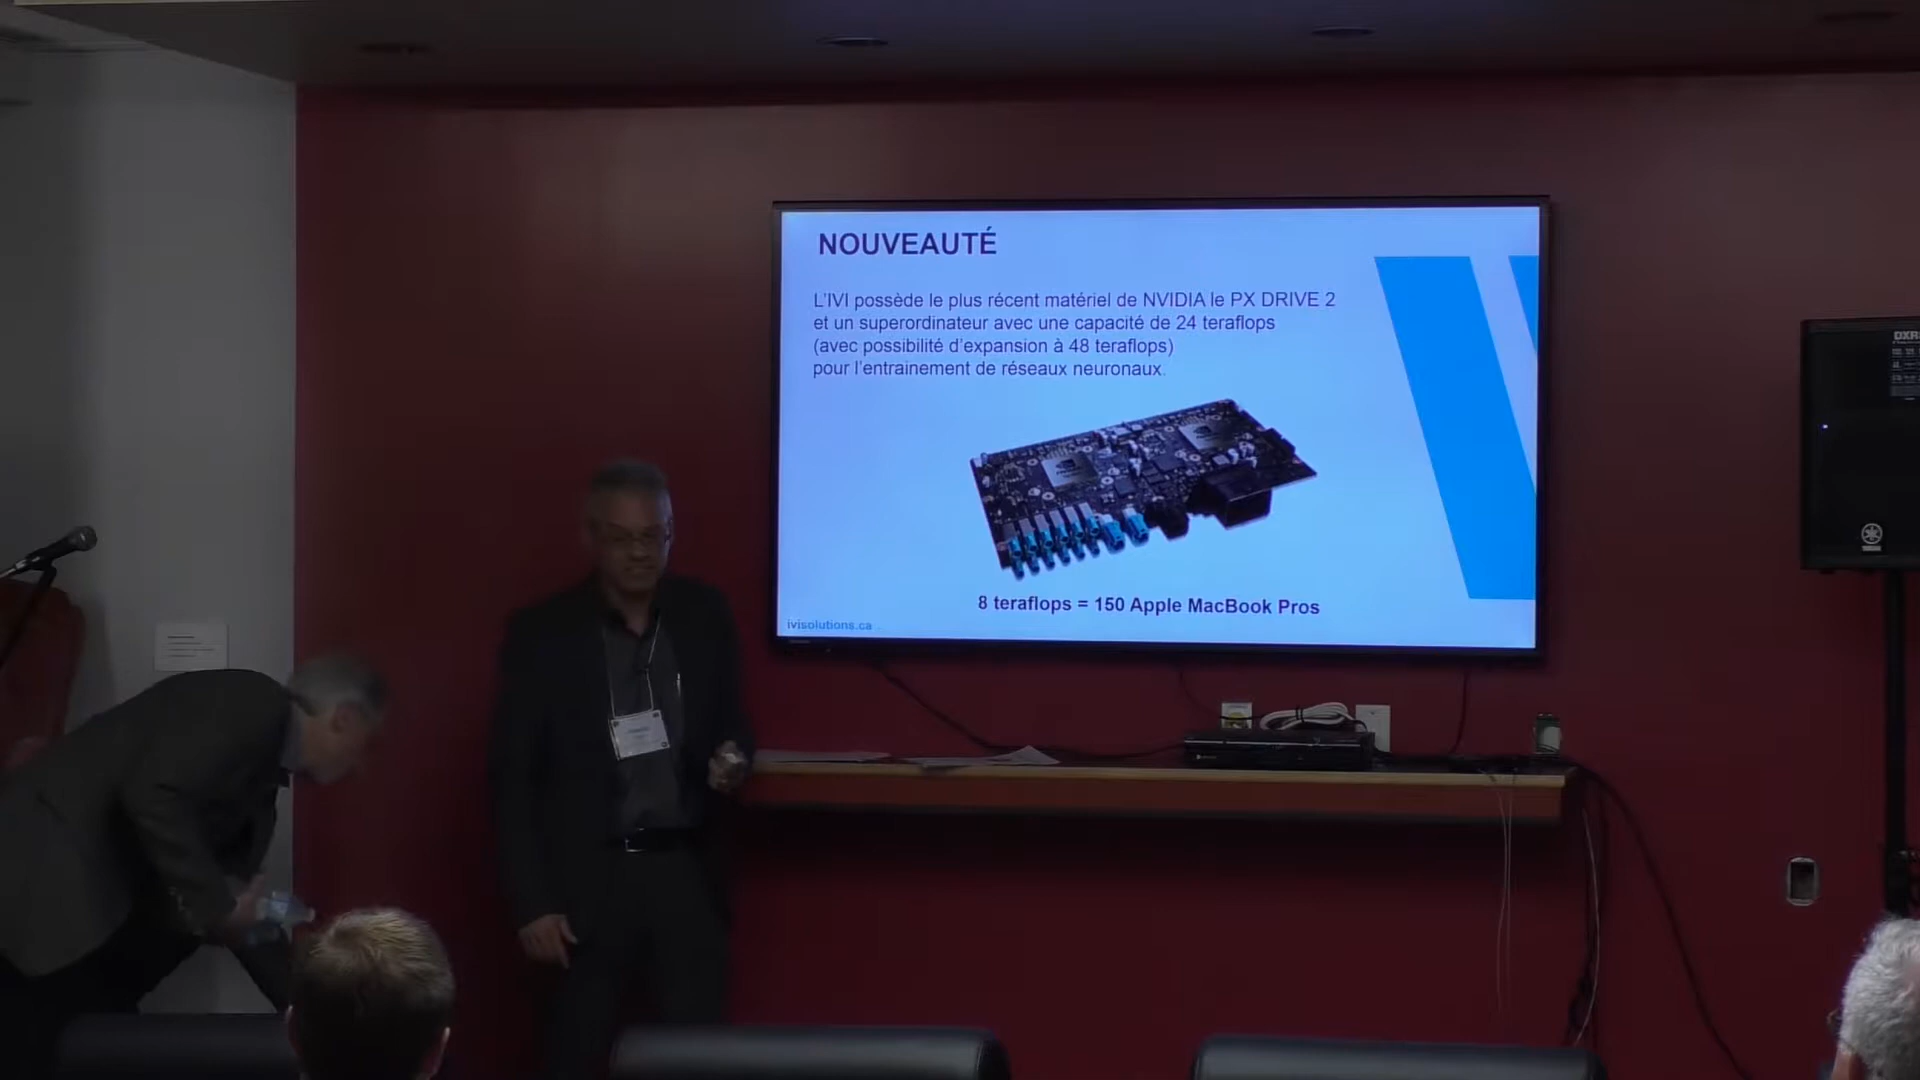 NOUVEAUTÉ
L'IVI possède le plus récent matériel de NVIDIA le PX DRIVE 2
et un superordinateur avec une capacité de 24 teraflops
(avec possibilité d'expansion à 48 teraflops)
pour l'entrainement de réseaux neuronaux.
8 teraflops = 150 Apple MacBook Pros
ivisolutions.ca
DXR